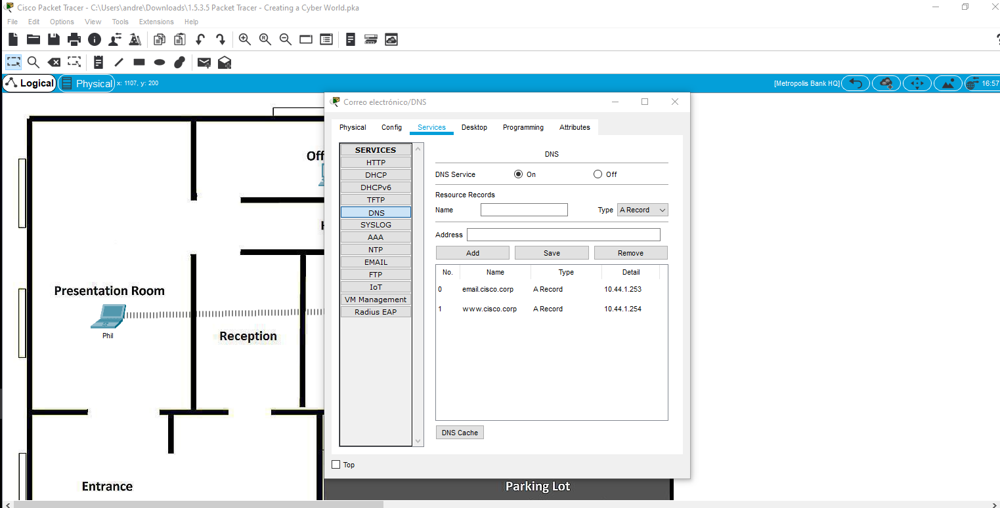 Cisco Packet Tracer - C:\Users\andre\Downloads\1.5.3.5 Packet Tracer - Creating a Cyber World.pka
File Edit Options View Tools Extensions Help
Logical Physical x: 1107, y: 200 [Metropolis Bank HQ] 16:57
Correo electrónico/DNS
Physical Config Services Desktop Programming Attributes
SERVICES
HTTP
DHCP
DHCPv6
TFTP
DNS
SYSLOG
AAA
NTP
EMAIL
FTP
IoT
VM Management
Radius EAP
DNS
DNS Service On Off
Resource Records
Name Type A Record
Address
Add Save Remove
No. Name Type Detail
0 email.cisco.corp A Record 10.44.1.253
1 www.cisco.corp A Record 10.44.1.254
DNS Cache
Top
Off
Presentation Room
Phil
Reception
Entrance
Parking Lot